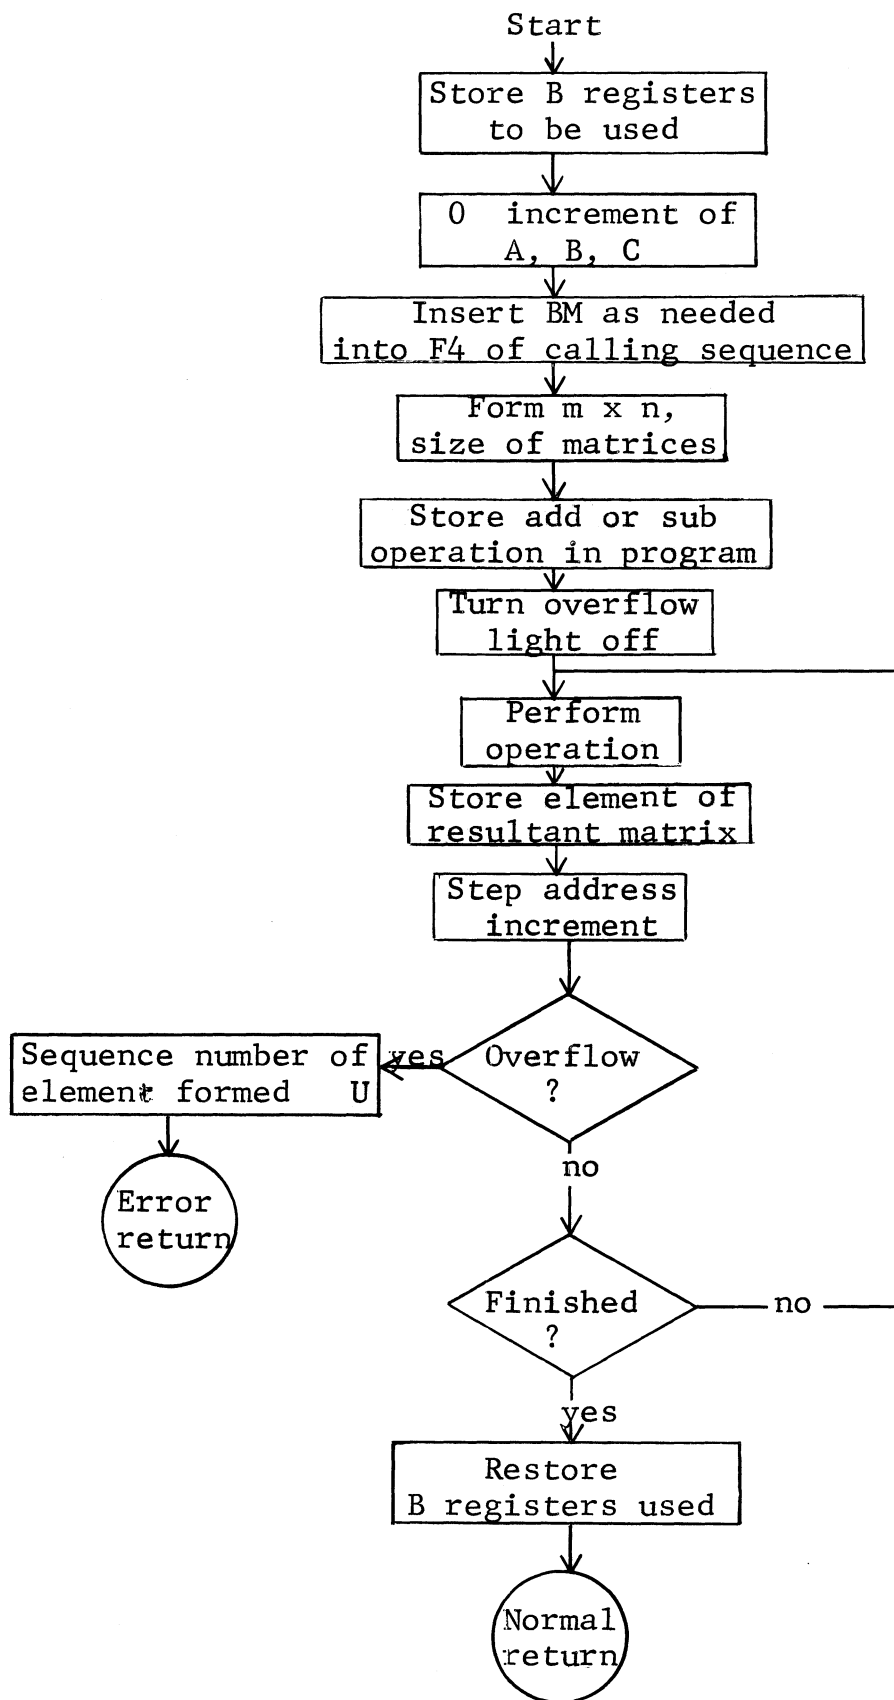 Start
Store B registers
to be used
0 increment of
A, B, C
Insert BM as needed
into F4 of calling sequence
Form m x n,
size of matrices
Store add or sub
operation in program
Turn overflow
light off
Perform
operation
Store element of
resultant matrix
Step address
increment
Overflow
?
yes
Sequence number of
element formed U
Error
return
no
Finished
?
no
yes
Restore
B registers used
Normal
return